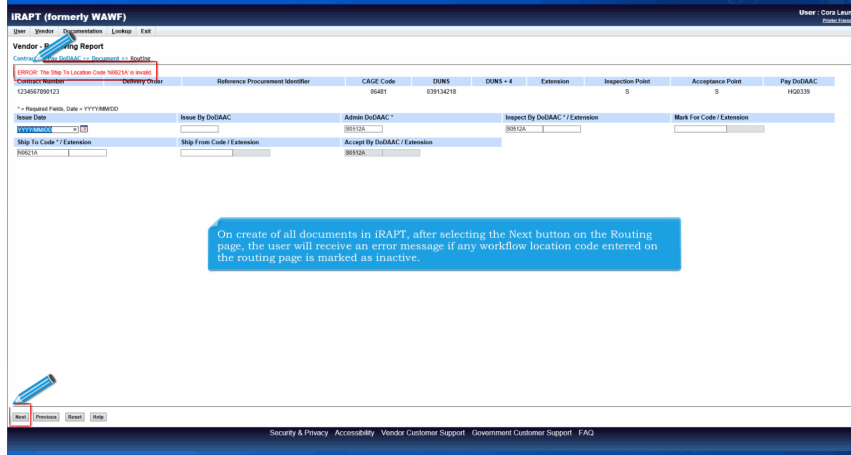 iRAPT (formerly WAWF)
User : Cora Leun
Printer Frien
User Vendor Documentation Lookup Exit
Vendor - Receiving Report
Contract >> Pay DoDAAC >> Document >> Routing
ERROR: The Ship To Location Code 'N0621A' is invalid.
Contract Number Delivery Order Reference Procurement Identifier CAGE Code DUNS DUNS + 4 Extension Inspection Point Acceptance Point Pay DoDAAC
1234567890123 06481 039134218 S S HQ0339
* = Required Fields, Date = YYYY/MM/DD
Issue Date Issue By DoDAAC Admin DoDAAC * Inspect By DoDAAC * / Extension Mark For Code / Extension
YYYY/MM/DD S0512A S0512A
Ship To Code * / Extension Ship From Code / Extension Accept By DoDAAC / Extension
N0621A S0512A
On create of all documents in iRAPT, after selecting the Next button on the Routing
page, the user will receive an error message if any workflow location code entered on
the routing page is marked as inactive.
Next Previous Reset Help
Security & Privacy Accessibility Vendor Customer Support Government Customer Support FAQ